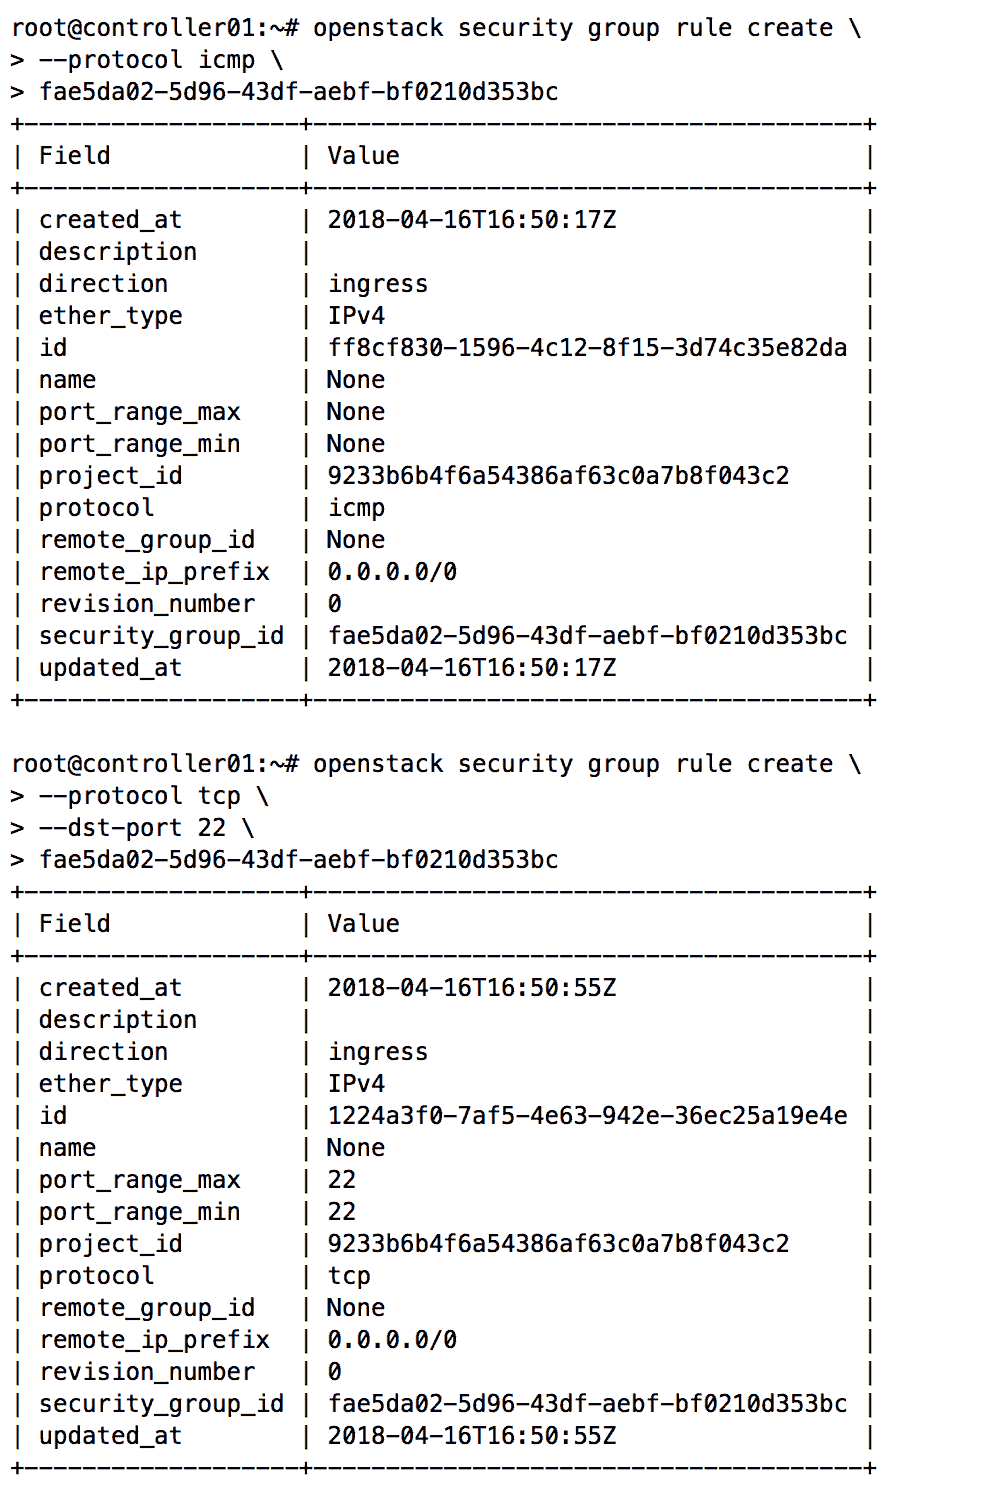 root@controller01:~# openstack security group rule create \
> --protocol icmp \
> fae5da02-5d96-43df-aebf-bf0210d353bc
+-------------------+--------------------------------------+
| Field             | Value                                |
+-------------------+--------------------------------------+
| created_at        | 2018-04-16T16:50:17Z                 |
| description       |                                      |
| direction         | ingress                              |
| ether_type        | IPv4                                 |
| id                | ff8cf830-1596-4c12-8f15-3d74c35e82da |
| name              | None                                 |
| port_range_max    | None                                 |
| port_range_min    | None                                 |
| project_id        | 9233b6b4f6a54386af63c0a7b8f043c2     |
| protocol          | icmp                                 |
| remote_group_id   | None                                 |
| remote_ip_prefix  | 0.0.0.0/0                            |
| revision_number   | 0                                    |
| security_group_id | fae5da02-5d96-43df-aebf-bf0210d353bc |
| updated_at        | 2018-04-16T16:50:17Z                 |
+-------------------+--------------------------------------+

root@controller01:~# openstack security group rule create \
> --protocol tcp \
> --dst-port 22 \
> fae5da02-5d96-43df-aebf-bf0210d353bc
+-------------------+--------------------------------------+
| Field             | Value                                |
+-------------------+--------------------------------------+
| created_at        | 2018-04-16T16:50:55Z                 |
| description       |                                      |
| direction         | ingress                              |
| ether_type        | IPv4                                 |
| id                | 1224a3f0-7af5-4e63-942e-36ec25a19e4e |
| name              | None                                 |
| port_range_max    | 22                                   |
| port_range_min    | 22                                   |
| project_id        | 9233b6b4f6a54386af63c0a7b8f043c2     |
| protocol          | tcp                                  |
| remote_group_id   | None                                 |
| remote_ip_prefix  | 0.0.0.0/0                            |
| revision_number   | 0                                    |
| security_group_id | fae5da02-5d96-43df-aebf-bf0210d353bc |
| updated_at        | 2018-04-16T16:50:55Z                 |
+-------------------+--------------------------------------+